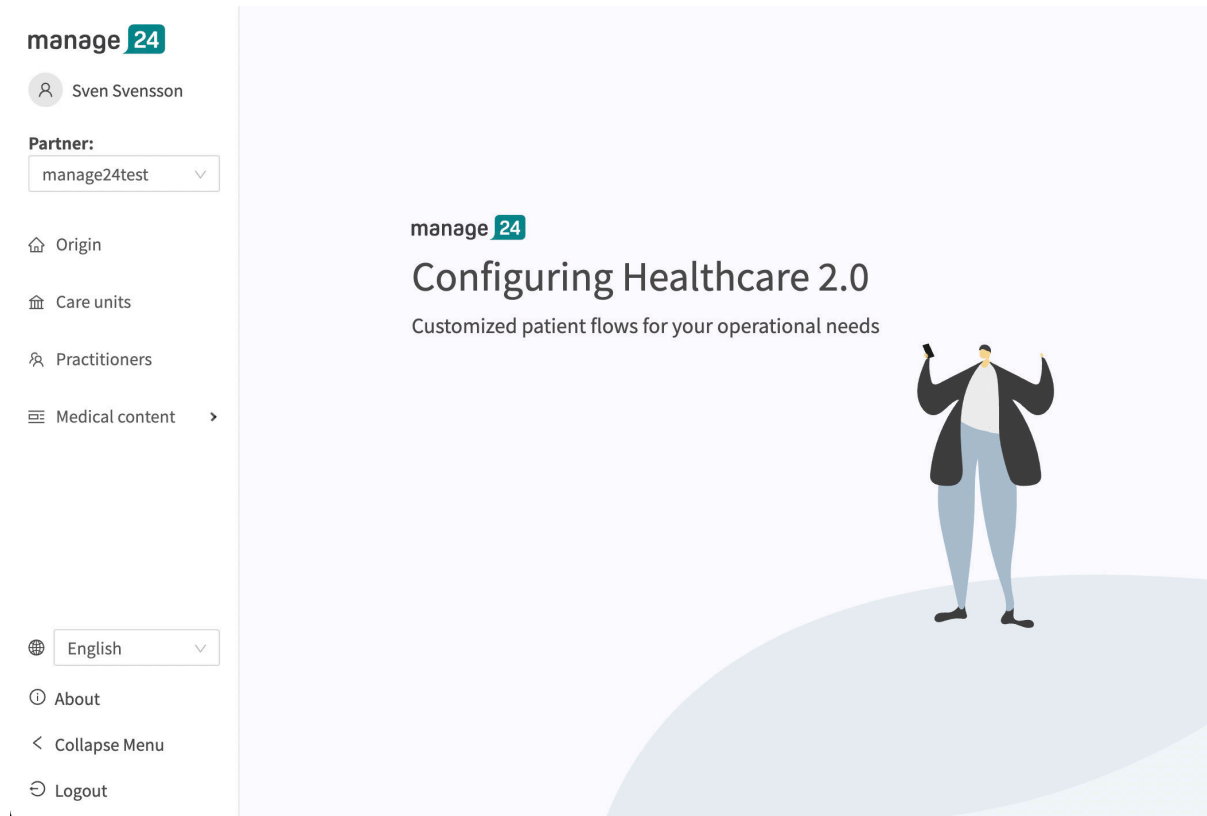 manage 24
Sven Svensson
Partner:
manage24test
Origin
Care units
Practitioners
Medical content
English
About
Collapse Menu
Logout
manage 24
Configuring Healthcare 2.0
Customized patient flows for your operational needs